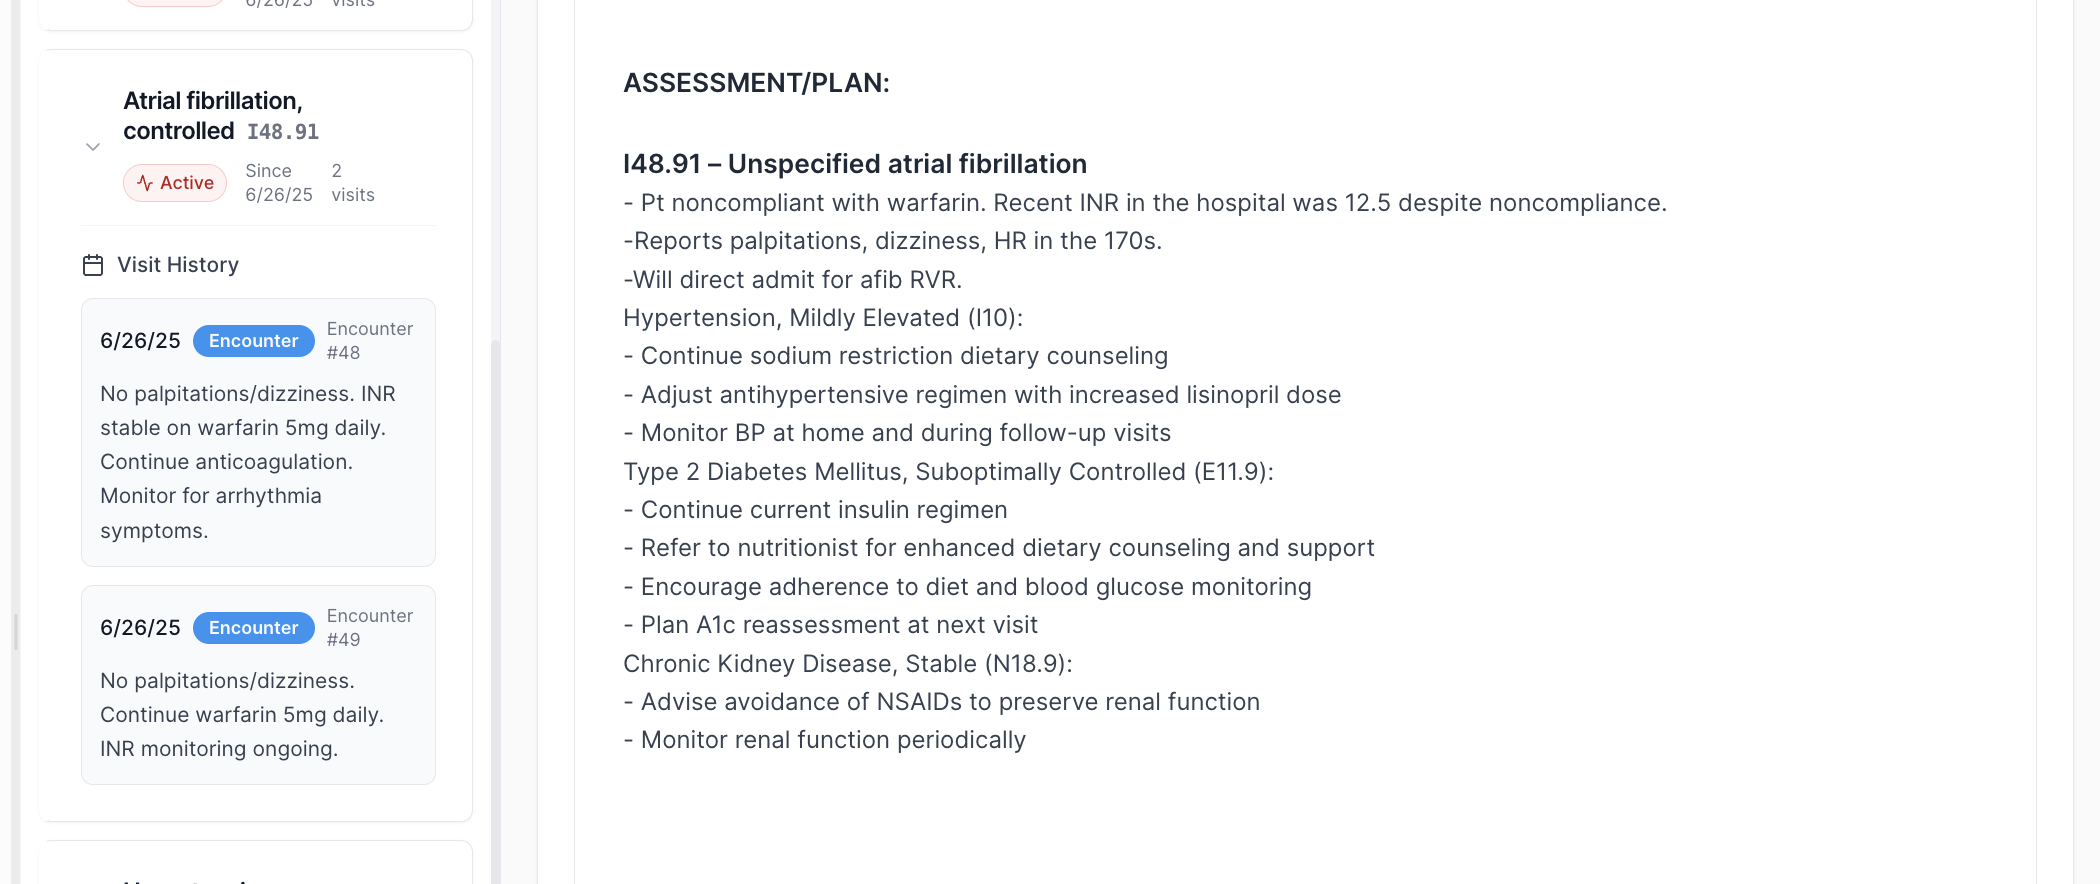 6/26/25 visits
Atrial fibrillation,
controlled I48.91
Active
Since
6/26/25
2
visits
Visit History
6/26/25 Encounter Encounter
#48
No palpitations/dizziness. INR
stable on warfarin 5mg daily.
Continue anticoagulation.
Monitor for arrhythmia
symptoms.
6/26/25 Encounter Encounter
#49
No palpitations/dizziness.
Continue warfarin 5mg daily.
INR monitoring ongoing.
ASSESSMENT/PLAN:
I48.91 – Unspecified atrial fibrillation
- Pt noncompliant with warfarin. Recent INR in the hospital was 12.5 despite noncompliance.
-Reports palpitations, dizziness, HR in the 170s.
-Will direct admit for afib RVR.
Hypertension, Mildly Elevated (I10):
- Continue sodium restriction dietary counseling
- Adjust antihypertensive regimen with increased lisinopril dose
- Monitor BP at home and during follow-up visits
Type 2 Diabetes Mellitus, Suboptimally Controlled (E11.9):
- Continue current insulin regimen
- Refer to nutritionist for enhanced dietary counseling and support
- Encourage adherence to diet and blood glucose monitoring
- Plan A1c reassessment at next visit
Chronic Kidney Disease, Stable (N18.9):
- Advise avoidance of NSAIDs to preserve renal function
- Monitor renal function periodically